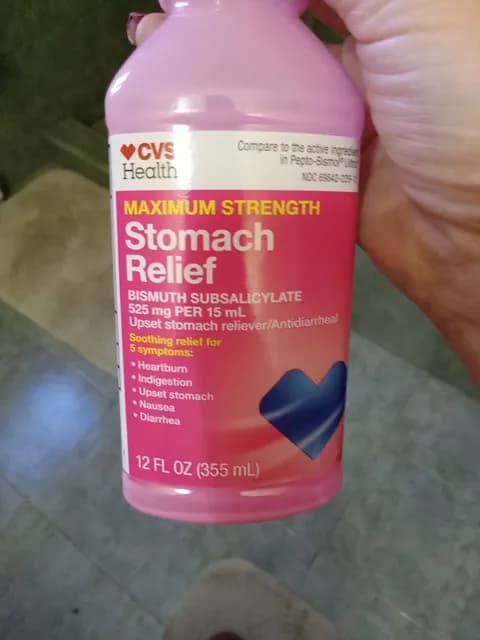 CVS
Health
Compare to the active ingredient
in Pepto-Bismol® Ultra
NDC
MAXIMUM STRENGTH
Stomach
Relief
BISMUTH SUBSALICYLATE
525 mg PER 15 mL
Upset stomach reliever/Antidiarrheal
Soothing relief for
5 symptoms:
• Heartburn
• Indigestion
• Upset stomach
• Nausea
• Diarrhea
12 FL OZ (355 mL)